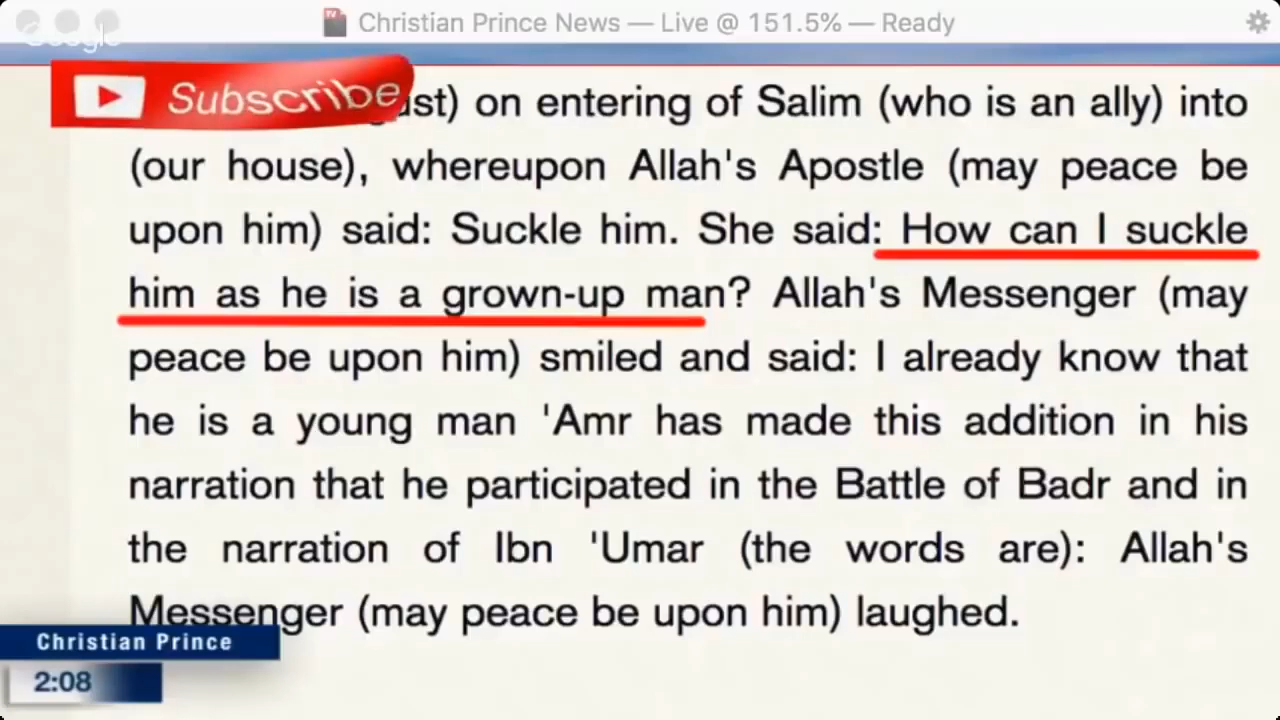 Christian Prince News — Live @ 151.5% — Ready
Google
Subscribe
on entering of Salim (who is an ally) into
(our house), whereupon Allah's Apostle (may peace be
upon him) said: Suckle him. She said: How can I suckle
him as he is a grown-up man? Allah's Messenger (may
peace be upon him) smiled and said: I already know that
he is a young man 'Amr has made this addition in his
narration that he participated in the Battle of Badr and in
the narration of Ibn 'Umar (the words are): Allah's
Messenger (may peace be upon him) laughed.
Christian Prince
2:08